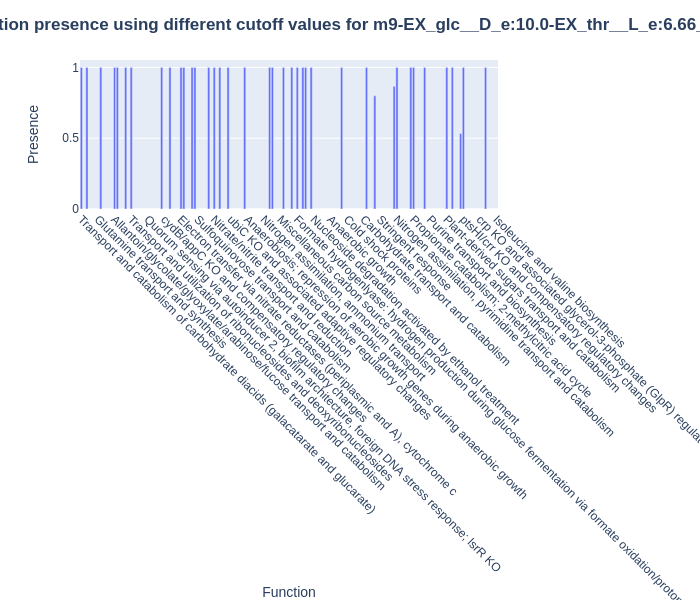 tion presence using different cutoff values for m9-EX_glc__D_e:10.0-EX_thr__L_e:6.66_
1
0.5
0
Presence
Transport and catabolism of carbohydrate diacids (galacatarate and glucarate)
Glutamine transport and synthesis
Allantoin/glycolate/glyoxylate/arabinose/fucose transport and catabolism
Transport and utilization of ribonucleosides and deoxyribonucleosides
Quorum sensing via autoinducer 2, biofilm architecture, foreign DNA stress response; lsrR KO
cydB/appC KO and compensatory regulatory changes
Electron transfer via nitrate reductases (periplasmic and A), cytochrome c
Sulfoquinovose transport and catabolism
Nitrate/nitrite transport and reduction
ubiC KO and associated adaptive regulatory changes
Anaerobiosis, repression of aerobic growth genes during anaerobic growth
Nitrogen assimilation, ammonium transport
Miscellaneous carbon source metabolism
Formate hydrogenlyase: hydrogen production during glucose fermentation via formate oxidation/proto
Nucleoside degradation, activated by ethanol treatment
Anaerobic growth
Cold shock proteins
Carbohydrate transport and catabolism
Stringent response
Nitrogen assimilation, pyrimidine transport and catabolism
Propionate catabolism; 2-methylcitric acid cycle
Purine transport and biosynthesis
Plant-derived sugars transport and catabolism
ptsH/crr KO and compensatory regulatory changes
crp KO and associated glycerol-3-phosphate (GlpR) regula
Isoleucine and valine biosynthesis
Function